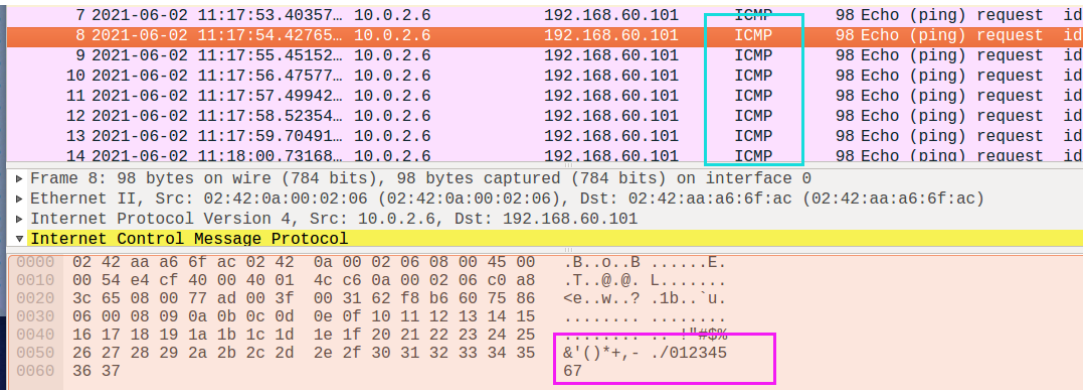 7 2021-06-02 11:17:53.40357… 10.0.2.6 192.168.60.101 ICMP 98 Echo (ping) request id
8 2021-06-02 11:17:54.42765… 10.0.2.6 192.168.60.101 ICMP 98 Echo (ping) request id
9 2021-06-02 11:17:55.45152… 10.0.2.6 192.168.60.101 ICMP 98 Echo (ping) request id
10 2021-06-02 11:17:56.47577… 10.0.2.6 192.168.60.101 ICMP 98 Echo (ping) request id
11 2021-06-02 11:17:57.49942… 10.0.2.6 192.168.60.101 ICMP 98 Echo (ping) request id
12 2021-06-02 11:17:58.52354… 10.0.2.6 192.168.60.101 ICMP 98 Echo (ping) request id
13 2021-06-02 11:17:59.70491… 10.0.2.6 192.168.60.101 ICMP 98 Echo (ping) request id
14 2021-06-02 11:18:00.73168… 10.0.2.6 192.168.60.101 ICMP 98 Echo (ping) request id
Frame 8: 98 bytes on wire (784 bits), 98 bytes captured (784 bits) on interface 0
Ethernet II, Src: 02:42:0a:00:02:06 (02:42:0a:00:02:06), Dst: 02:42:aa:a6:6f:ac (02:42:aa:a6:6f:ac)
Internet Protocol Version 4, Src: 10.0.2.6, Dst: 192.168.60.101
Internet Control Message Protocol
0000 02 42 aa a6 6f ac 02 42 0a 00 02 06 08 00 45 00 .B..o..B ......E.
0010 00 54 e4 cf 40 00 40 01 4c c6 0a 00 02 06 c0 a8 .T..@.@. L.......
0020 3c 65 08 00 77 ad 00 3f 00 31 62 f8 b6 60 75 86 <e..w..? .1b..`u.
0030 06 00 08 09 0a 0b 0c 0d 0e 0f 10 11 12 13 14 15 ........ ........
0040 16 17 18 19 1a 1b 1c 1d 1e 1f 20 21 22 23 24 25 ........ .. !"#$%
0050 26 27 28 29 2a 2b 2c 2d 2e 2f 30 31 32 33 34 35 &'()*+,- ./012345
0060 36 37 67